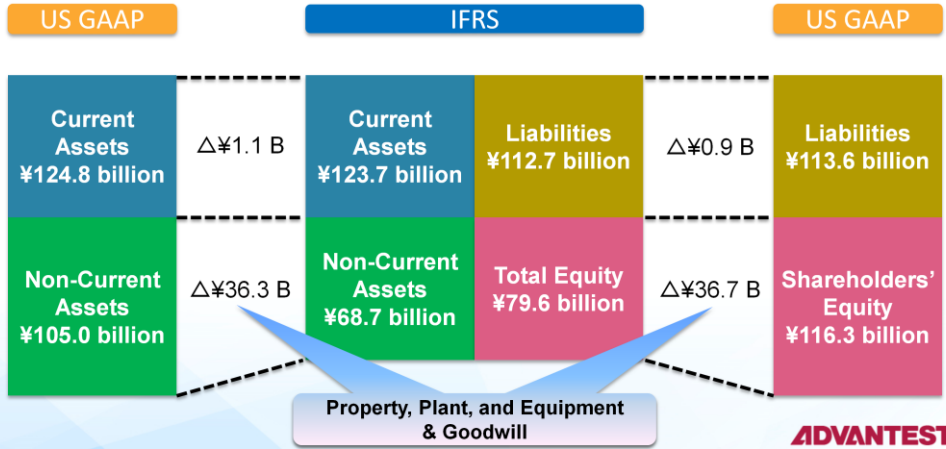 US GAAP
IFRS
US GAAP
Current
Assets
¥124.8 billion
△¥1.1 B
Current
Assets
¥123.7 billion
Liabilities
¥112.7 billion
△¥0.9 B
Liabilities
¥113.6 billion
Non-Current
Assets
¥105.0 billion
△¥36.3 B
Non-Current
Assets
¥68.7 billion
Total Equity
¥79.6 billion
△¥36.7 B
Shareholders'
Equity
¥116.3 billion
Property, Plant, and Equipment
& Goodwill
ADVANTEST